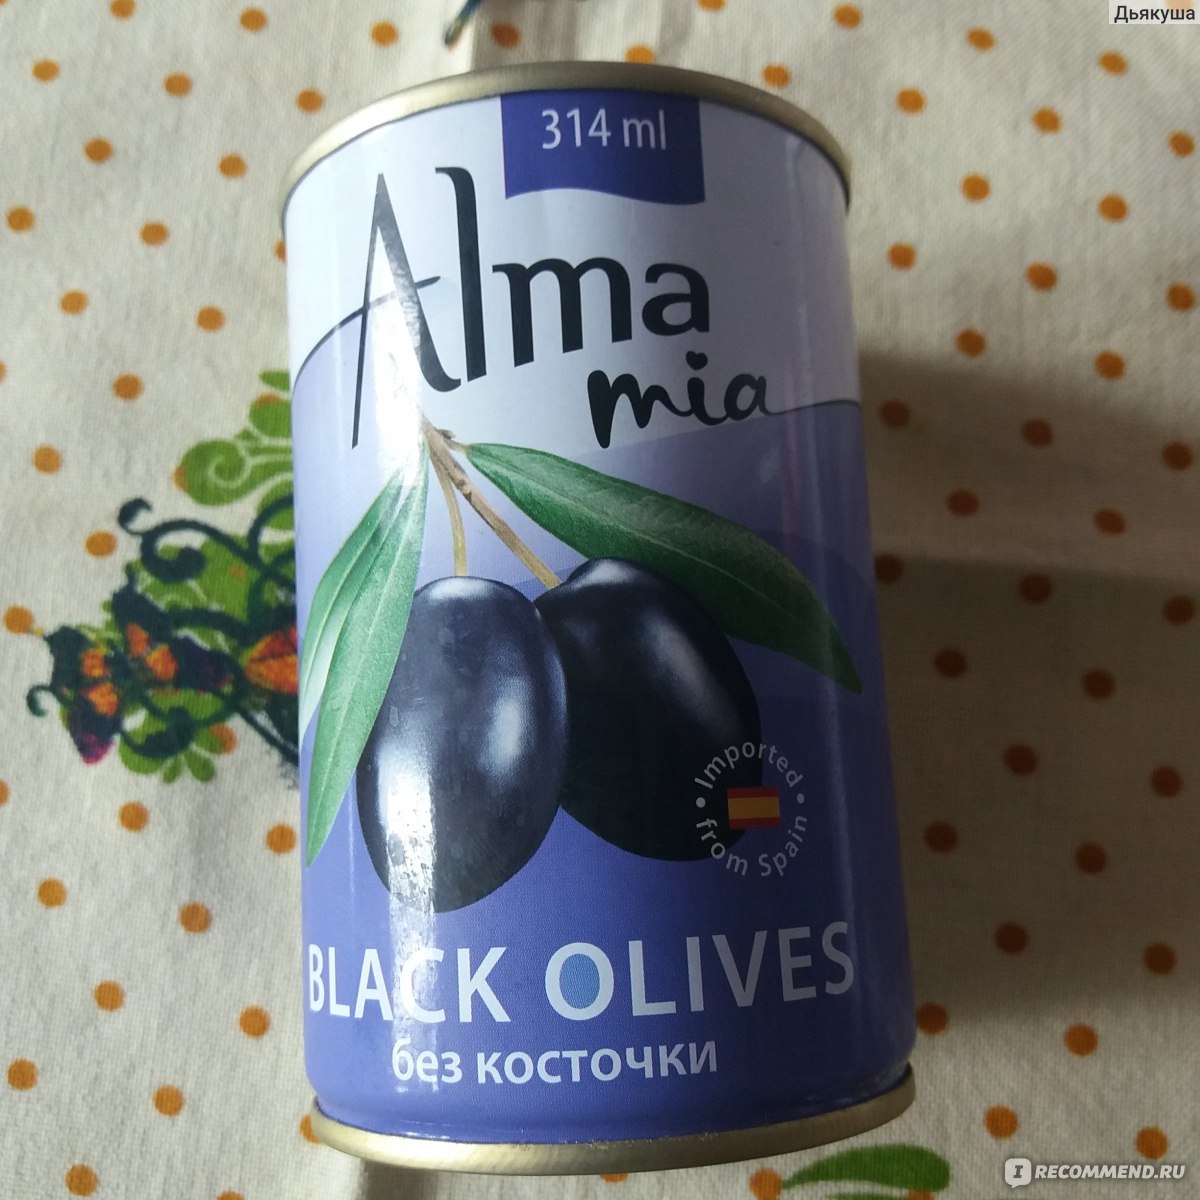 Дьякуша
314 ml
Alma
mia
Imported
from Spain
BLACK OLIVES
без косточки
I RECOMMEND.RU